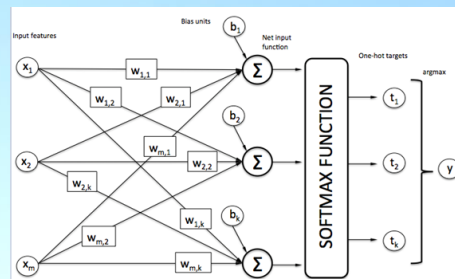 Bias units
b1
Net input
function
Input features
One-hot targets
argmax
x1
w1,1
Σ
w1,2
w2,1
t1
b2
wm,1
x2
w2,2
Σ
SOFTMAX FUNCTION
t2
y
w2,k
bk
w1,k
wm,2
xm
wm,k
Σ
tk